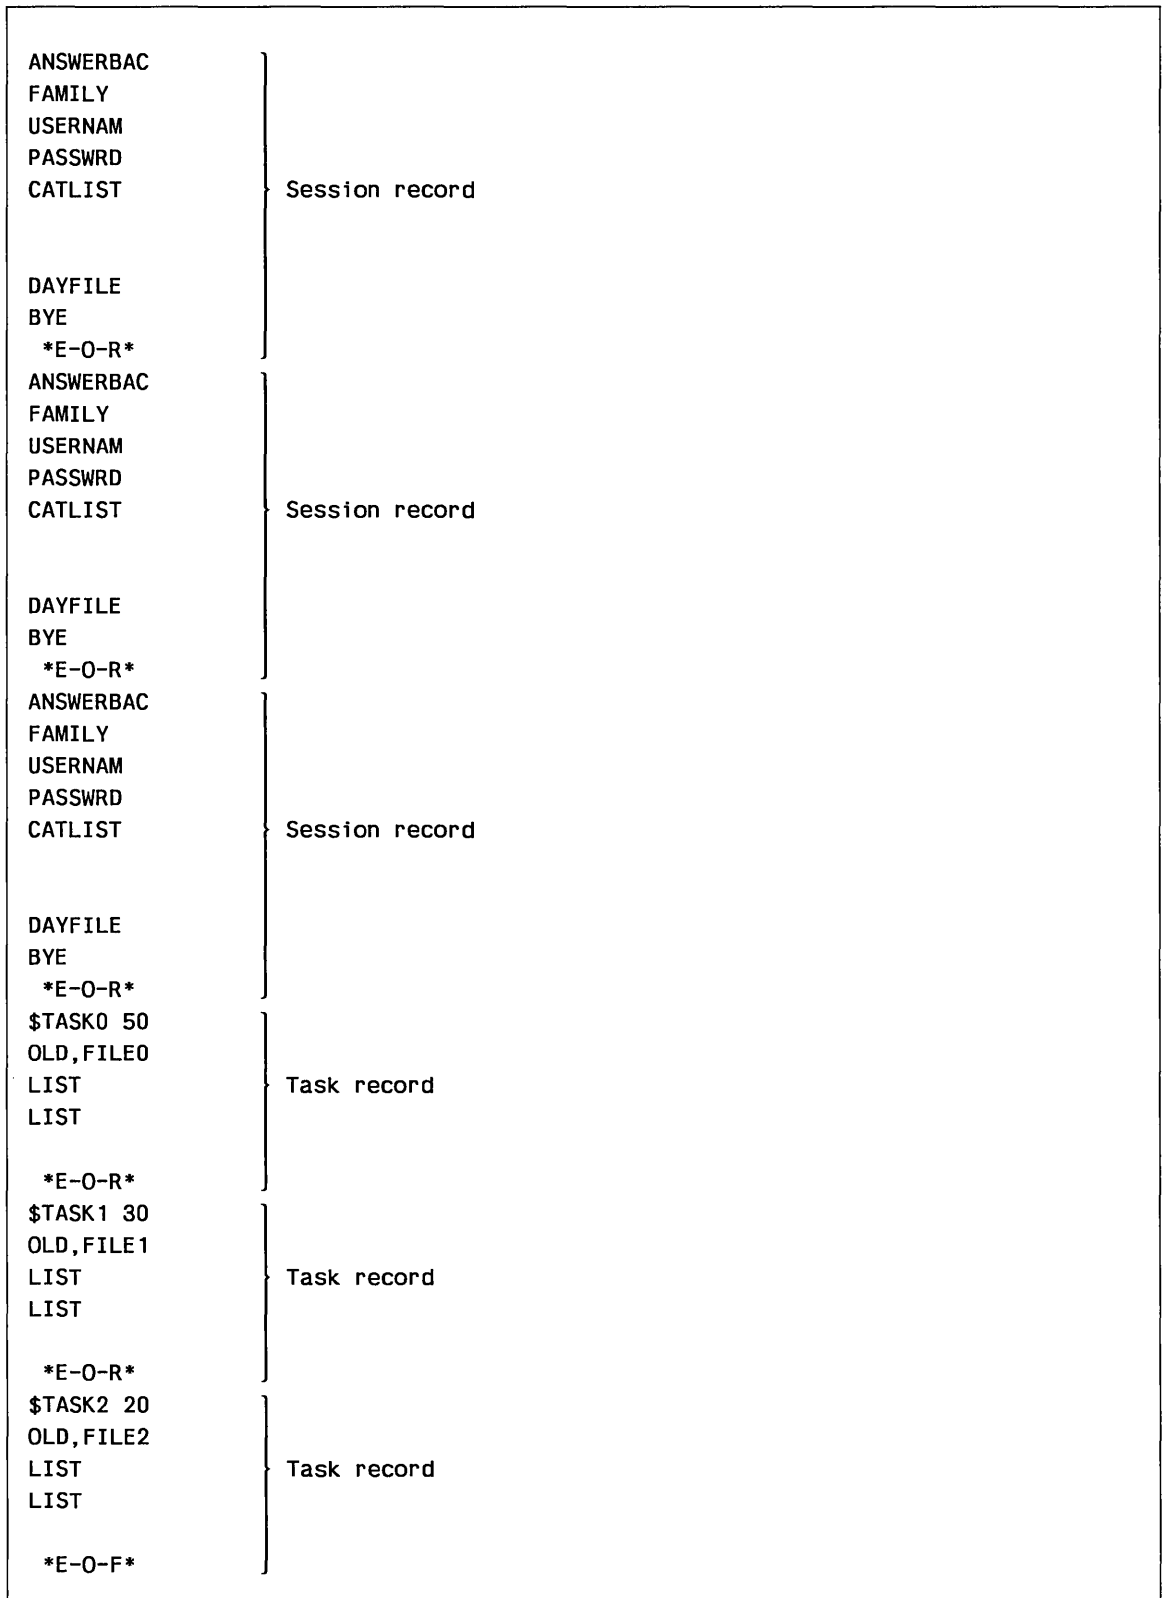 ANSWERBAC
FAMILY
USERNAM
PASSWRD
CATLIST Session record
DAYFILE
BYE
*E-O-R*
ANSWERBAC
FAMILY
USERNAM
PASSWRD
CATLIST Session record
DAYFILE
BYE
*E-O-R*
ANSWERBAC
FAMILY
USERNAM
PASSWRD
CATLIST Session record
DAYFILE
BYE
*E-O-R*
$TASK0 50
OLD,FILE0
LIST Task record
LIST
*E-O-R*
$TASK1 30
OLD,FILE1
LIST Task record
LIST
*E-O-R*
$TASK2 20
OLD,FILE2
LIST Task record
LIST
*E-O-F*